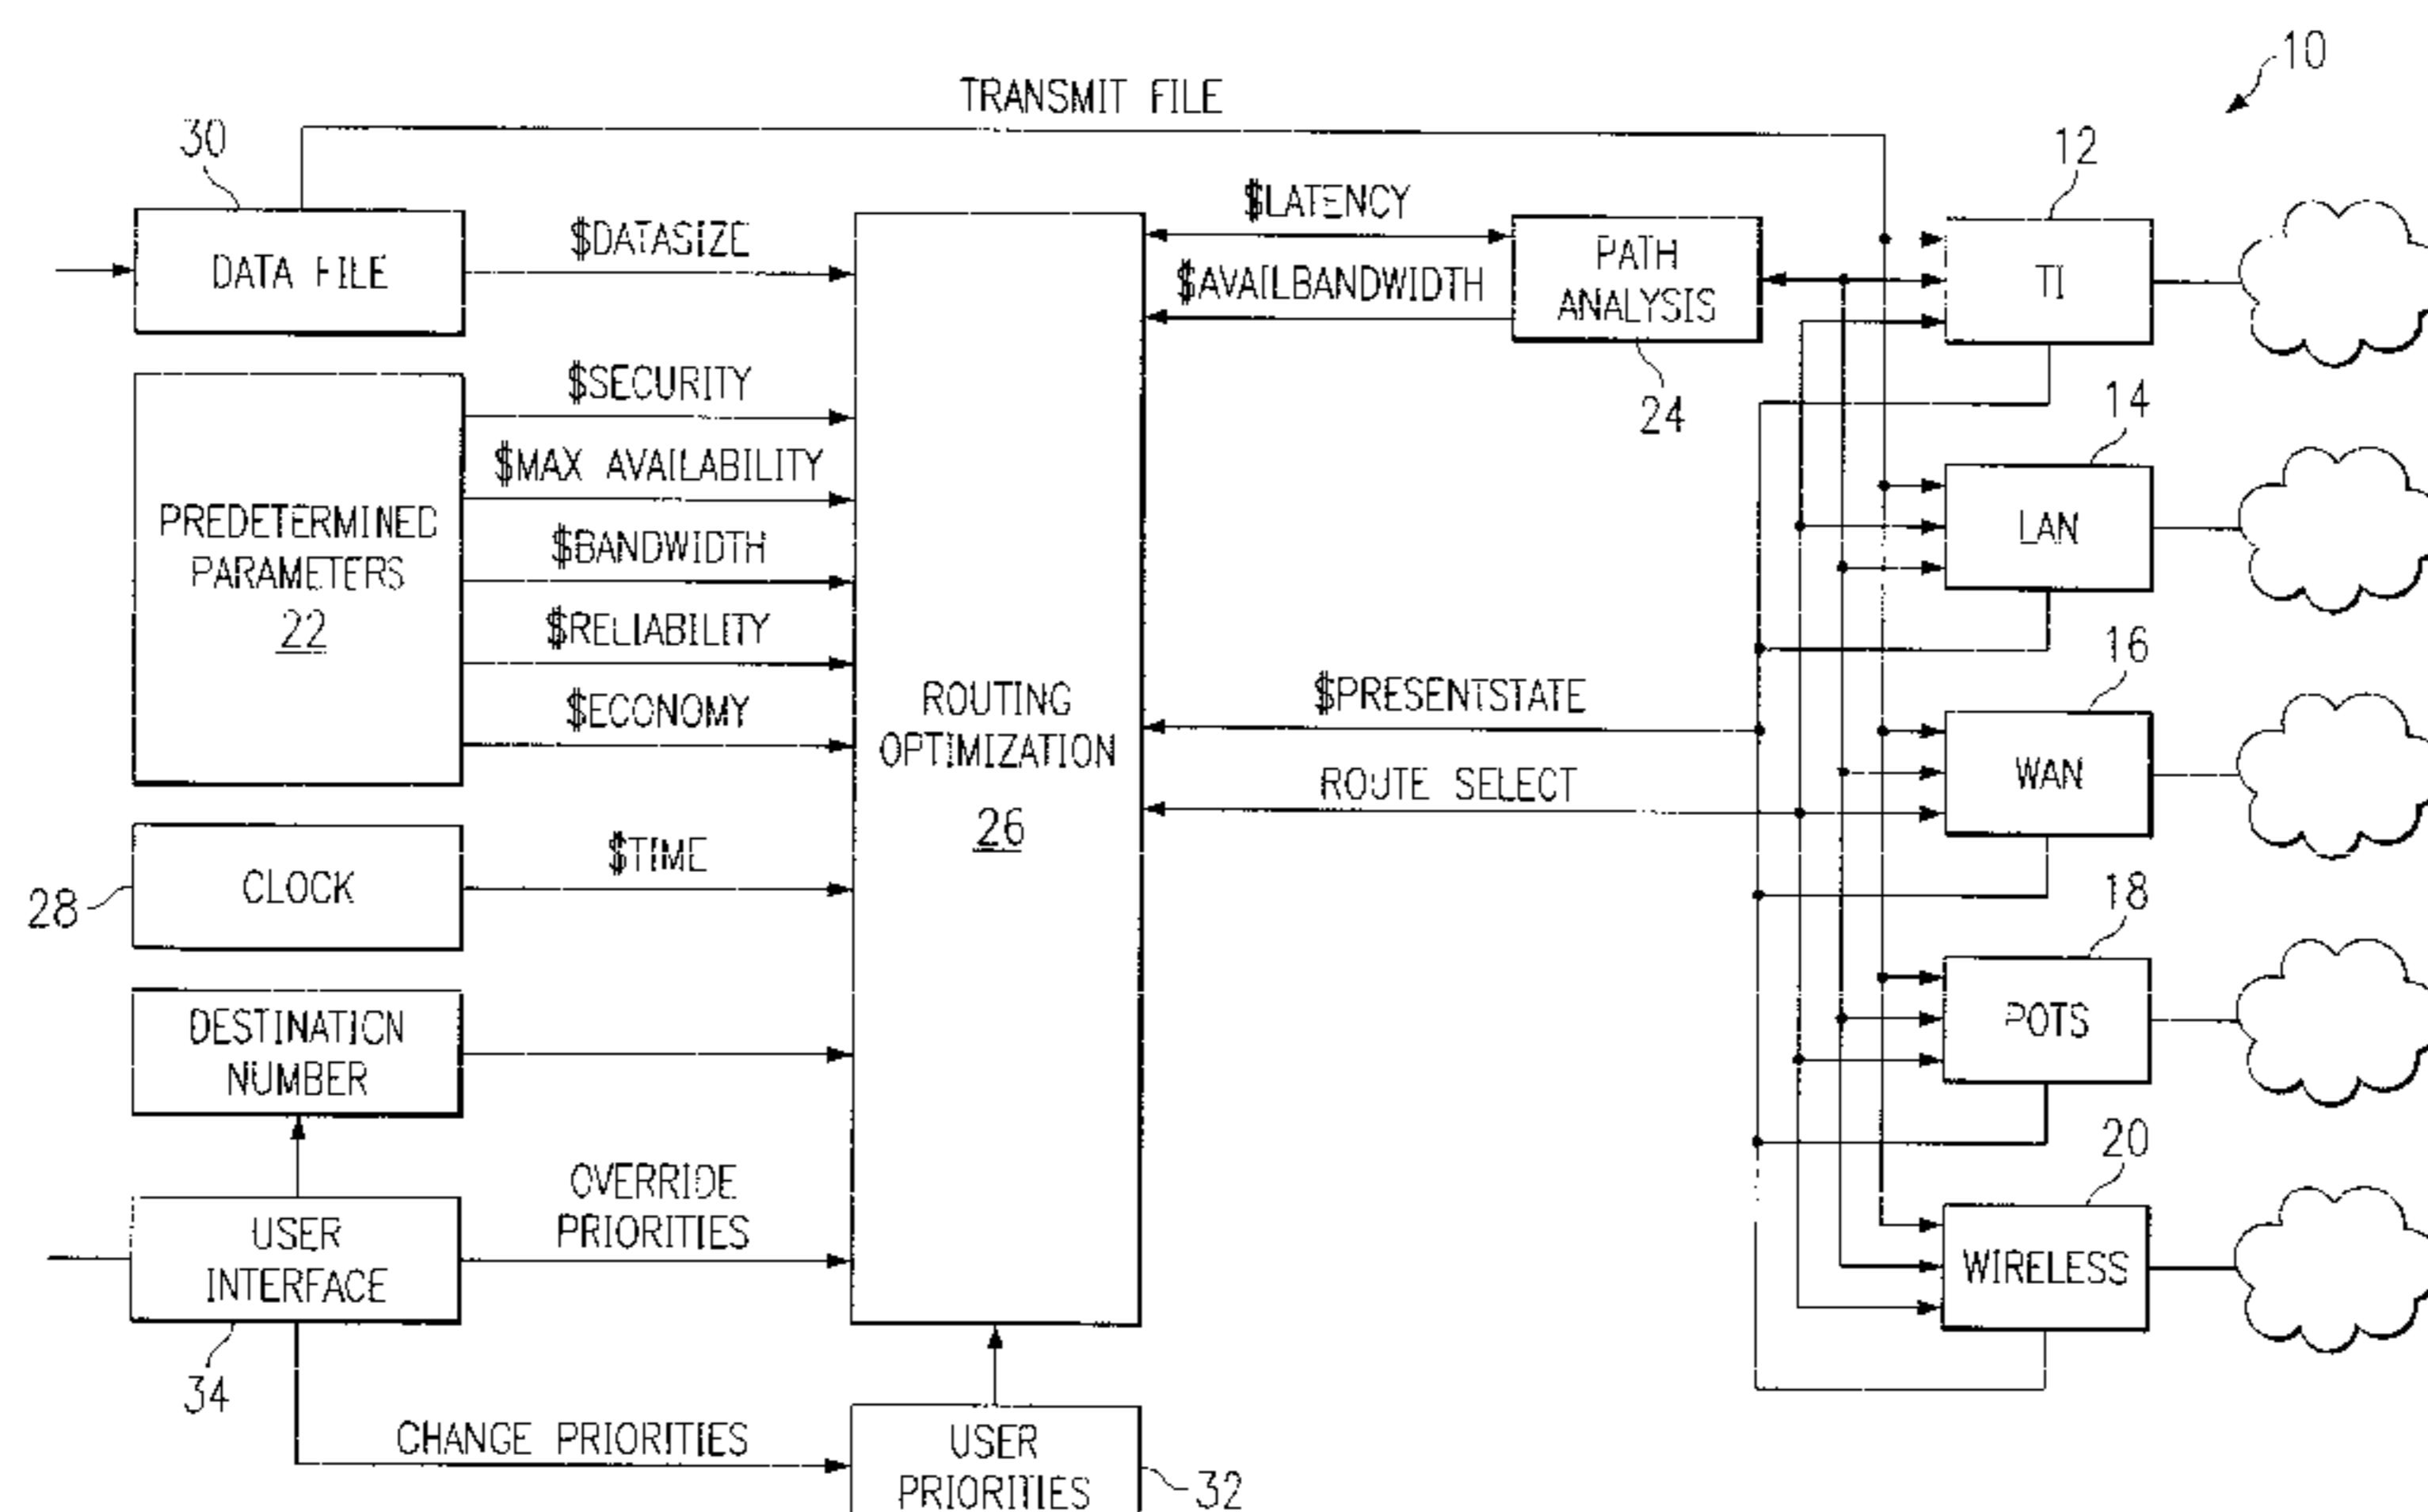 10
TRANSMIT FILE
30
12
$LATENCY
$DATASIZE
DATA FILE
PATH
ANALYSIS
TI
$AVAILBANDWIDTH
24
14
$SECURITY
$MAX AVAILABILITY
PREDETERMINED
PARAMETERS
22
$BANDWIDTH
LAN
$RELIABILITY
16
$ECONOMY
ROUTING
OPTIMIZATION
26
$PRESENTSTATE
WAN
ROUTE SELECT
$TIME
28
CLOCK
18
DESTINATION
NUMBER
POTS
20
OVERRIDE
PRIORITIES
USER
INTERFACE
WIRELESS
34
CHANGE PRIORITIES
USER
PRIORITIES
32